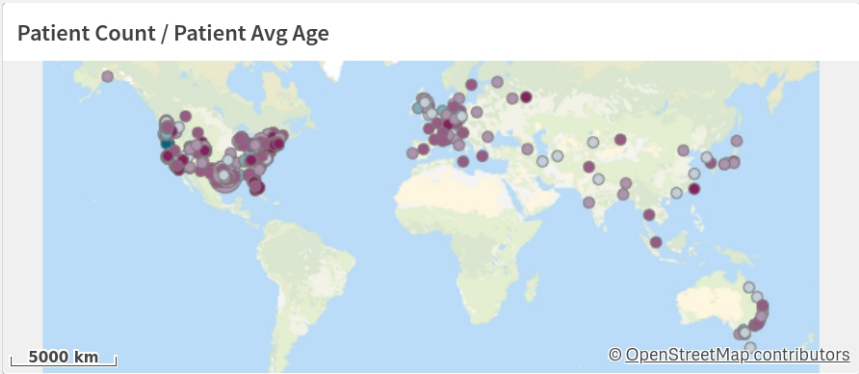 Patient Count / Patient Avg Age
5000 km
© OpenStreetMap contributors